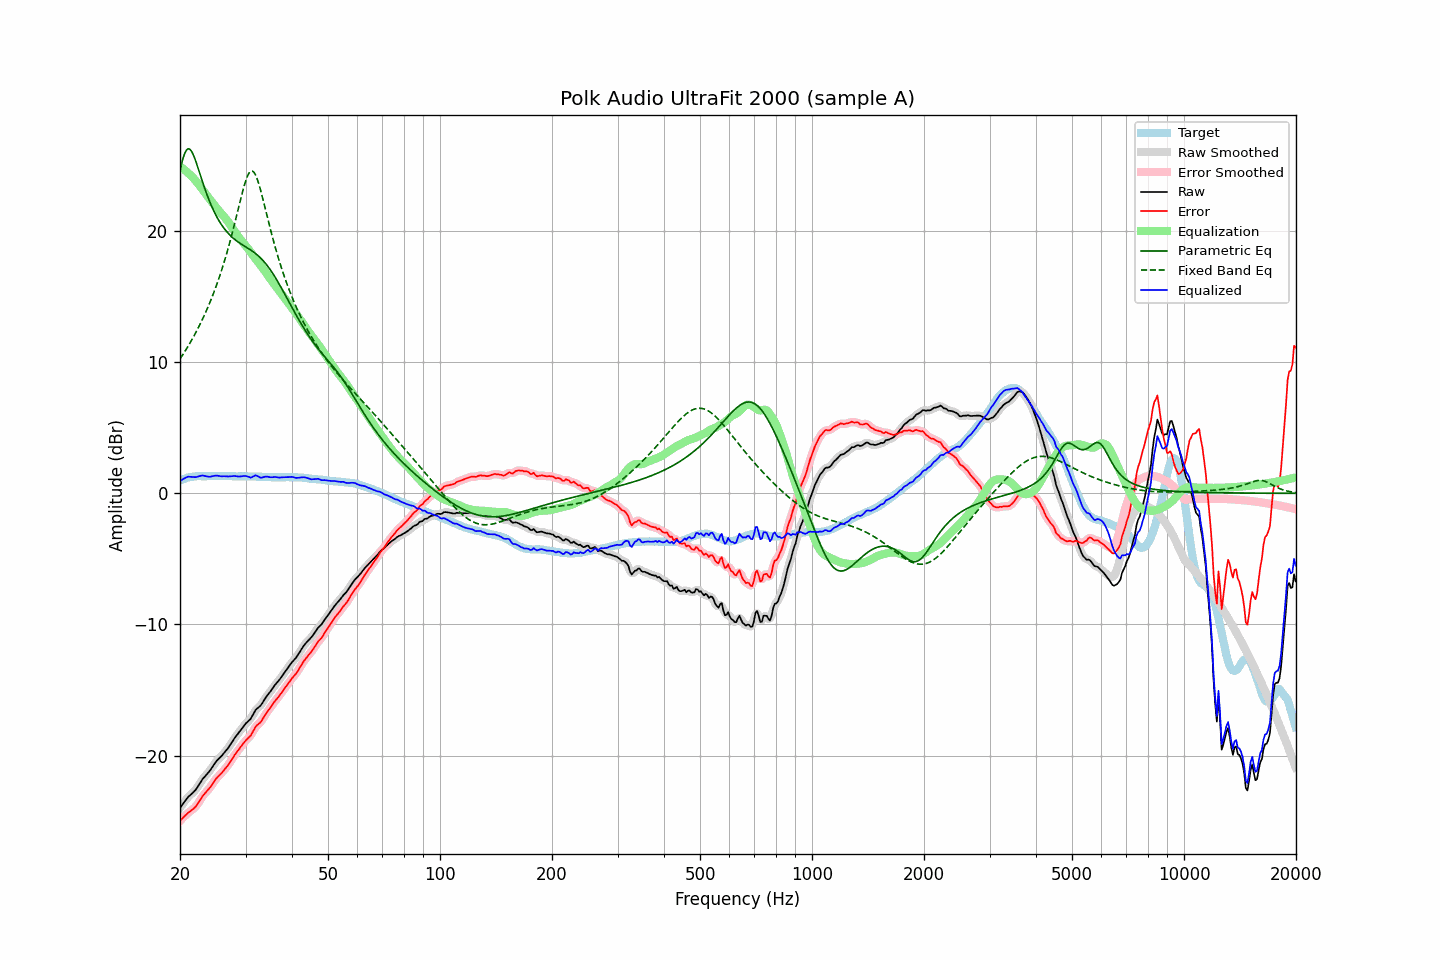 Polk Audio UltraFit 2000 (sample A)
Target
Raw Smoothed
Error Smoothed
Raw
Error
Equalization
Parametric Eq
Fixed Band Eq
Equalized
Amplitude (dBr)
20
10
0
−10
−20
20 50 100 200 500 1000 2000 5000 10000 20000
Frequency (Hz)